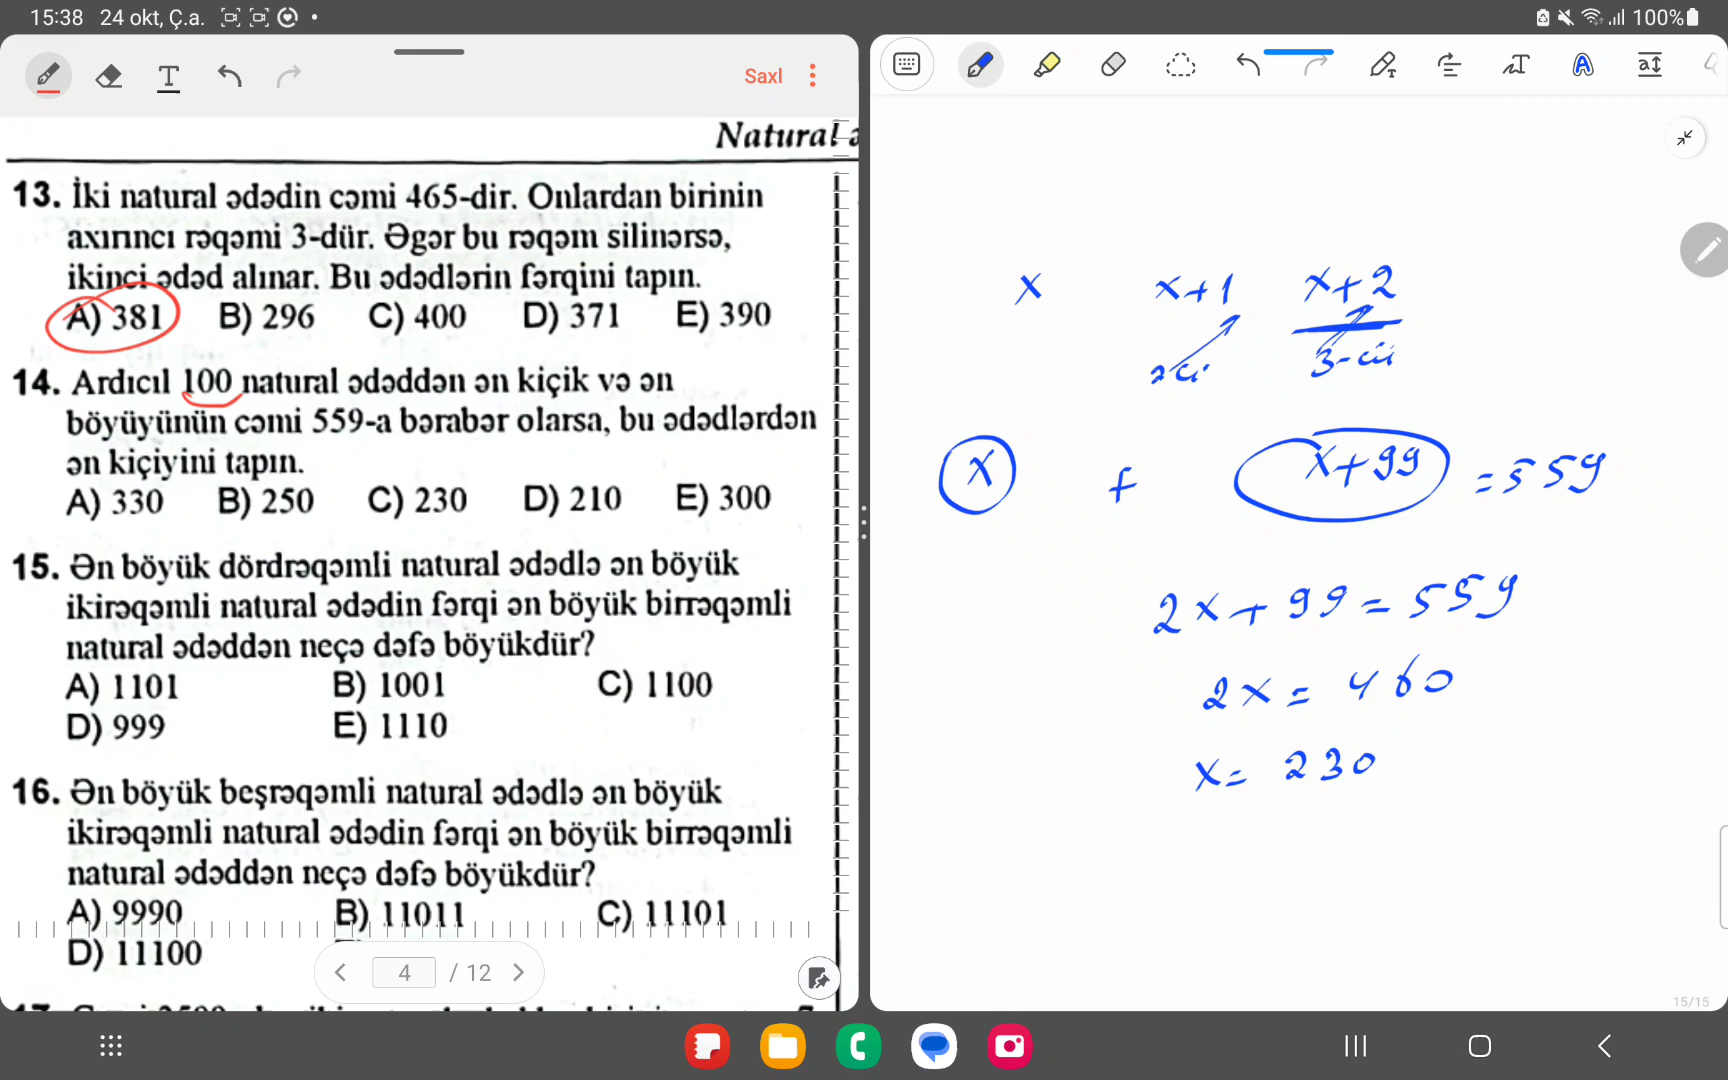 15:38 24 okt, Ç.a. 100%
Saxl
Natural
13. İki natural ədədin cəmi 465-dir. Onlardan birinin
axırıncı rəqəmi 3-dür. Əgər bu rəqəm silinərsə,
ikinci ədəd alınar. Bu ədədlərin fərqini tapın.
A) 381 B) 296 C) 400 D) 371 E) 390
14. Ardıcıl 100 natural ədəddən ən kiçik və ən
böyüyünün cəmi 559-a bərabər olarsa, bu ədədlərdən
ən kiçiyini tapın.
A) 330 B) 250 C) 230 D) 210 E) 300
15. Ən böyük dördrəqəmli natural ədədlə ən böyük
ikirəqəmli natural ədədin fərqi ən böyük birrəqəmli
natural ədəddən neçə dəfə böyükdür?
A) 1101 B) 1001 C) 1100
D) 999 E) 1110
16. Ən böyük beşrəqəmli natural ədədlə ən böyük
ikirəqəmli natural ədədin fərqi ən böyük birrəqəmli
natural ədəddən neçə dəfə böyükdür?
A) 9990 B) 11011 C) 11101
D) 11100
4 / 12
x x+1 x+2
2ci 3-cü
x + x+99 = 559
2x+99=559
2x=460
x=230
15/15